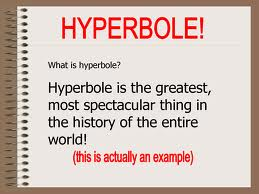 HYPERBOLE!
What is hyperbole?
Hyperbole is the greatest,
most spectacular thing in
the history of the entire
world!
(this is actually an example)